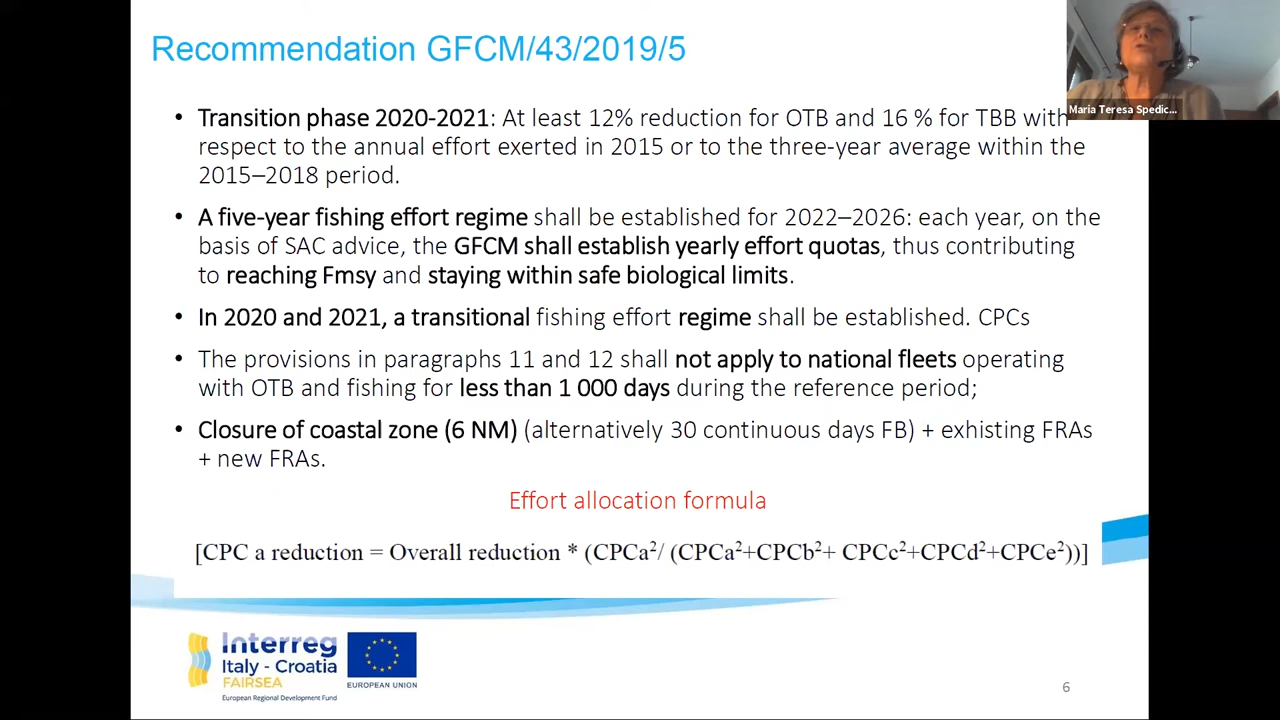 Recommendation GFCM/43/2019/5
Maria Teresa Spedic...
• Transition phase 2020-2021: At least 12% reduction for OTB and 16 % for TBB with
respect to the annual effort exerted in 2015 or to the three-year average within the
2015–2018 period.
• A five-year fishing effort regime shall be established for 2022–2026: each year, on the
basis of SAC advice, the GFCM shall establish yearly effort quotas, thus contributing
to reaching Fmsy and staying within safe biological limits.
• In 2020 and 2021, a transitional fishing effort regime shall be established. CPCs
• The provisions in paragraphs 11 and 12 shall not apply to national fleets operating
with OTB and fishing for less than 1 000 days during the reference period;
• Closure of coastal zone (6 NM) (alternatively 30 continuous days FB) + exhisting FRAs
+ new FRAs.
Effort allocation formula
[CPC a reduction = Overall reduction * (CPCa²/ (CPCa²+CPCb²+ CPCc²+CPCd²+CPCe²))]
Interreg
Italy - Croatia
FAIRSEA
EUROPEAN UNION
European Regional Development Fund
6